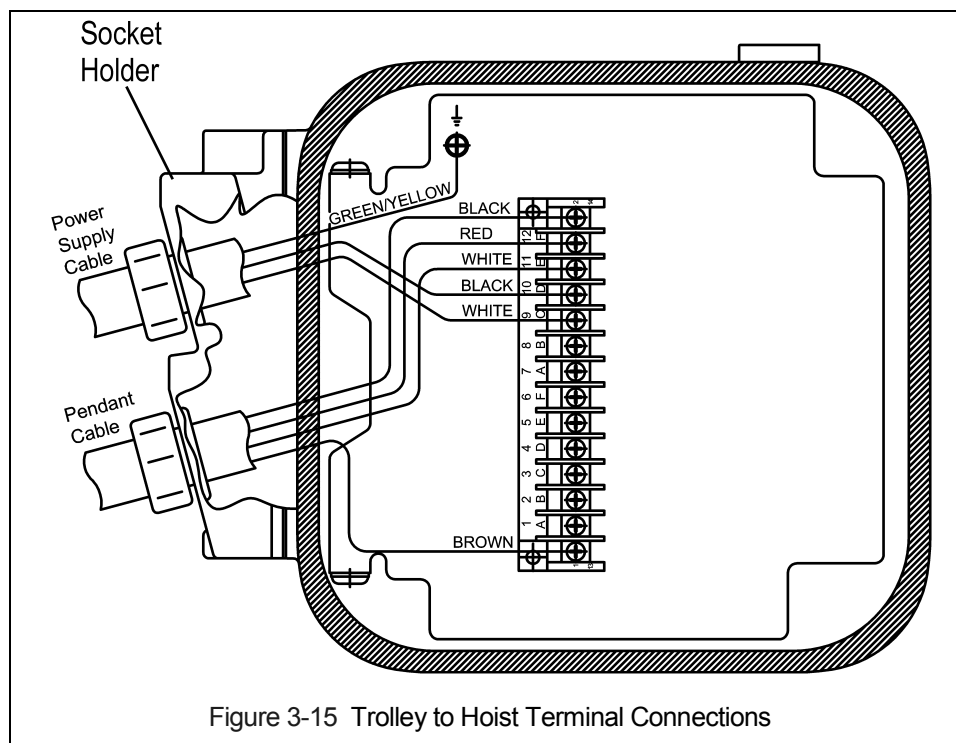 Socket
Holder
Power
Supply
Cable
Pendant
Cable
GREEN/YELLOW
BLACK
RED
WHITE
BLACK
WHITE
BROWN
12 F
11 E
10 D
9 C
8 B
7 A
6 F
5 E
4 D
3 C
2 B
1 A
Figure 3-15 Trolley to Hoist Terminal Connections